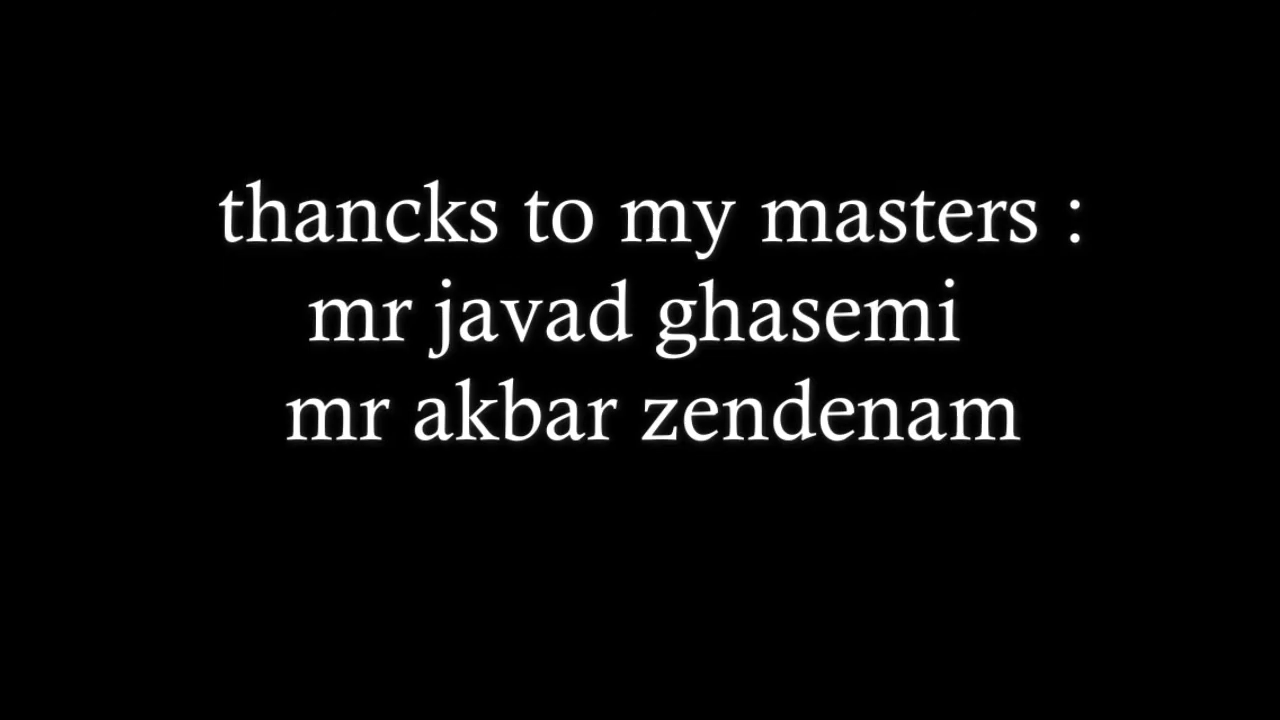 thancks to my masters :
mr javad ghasemi
mr akbar zendenam